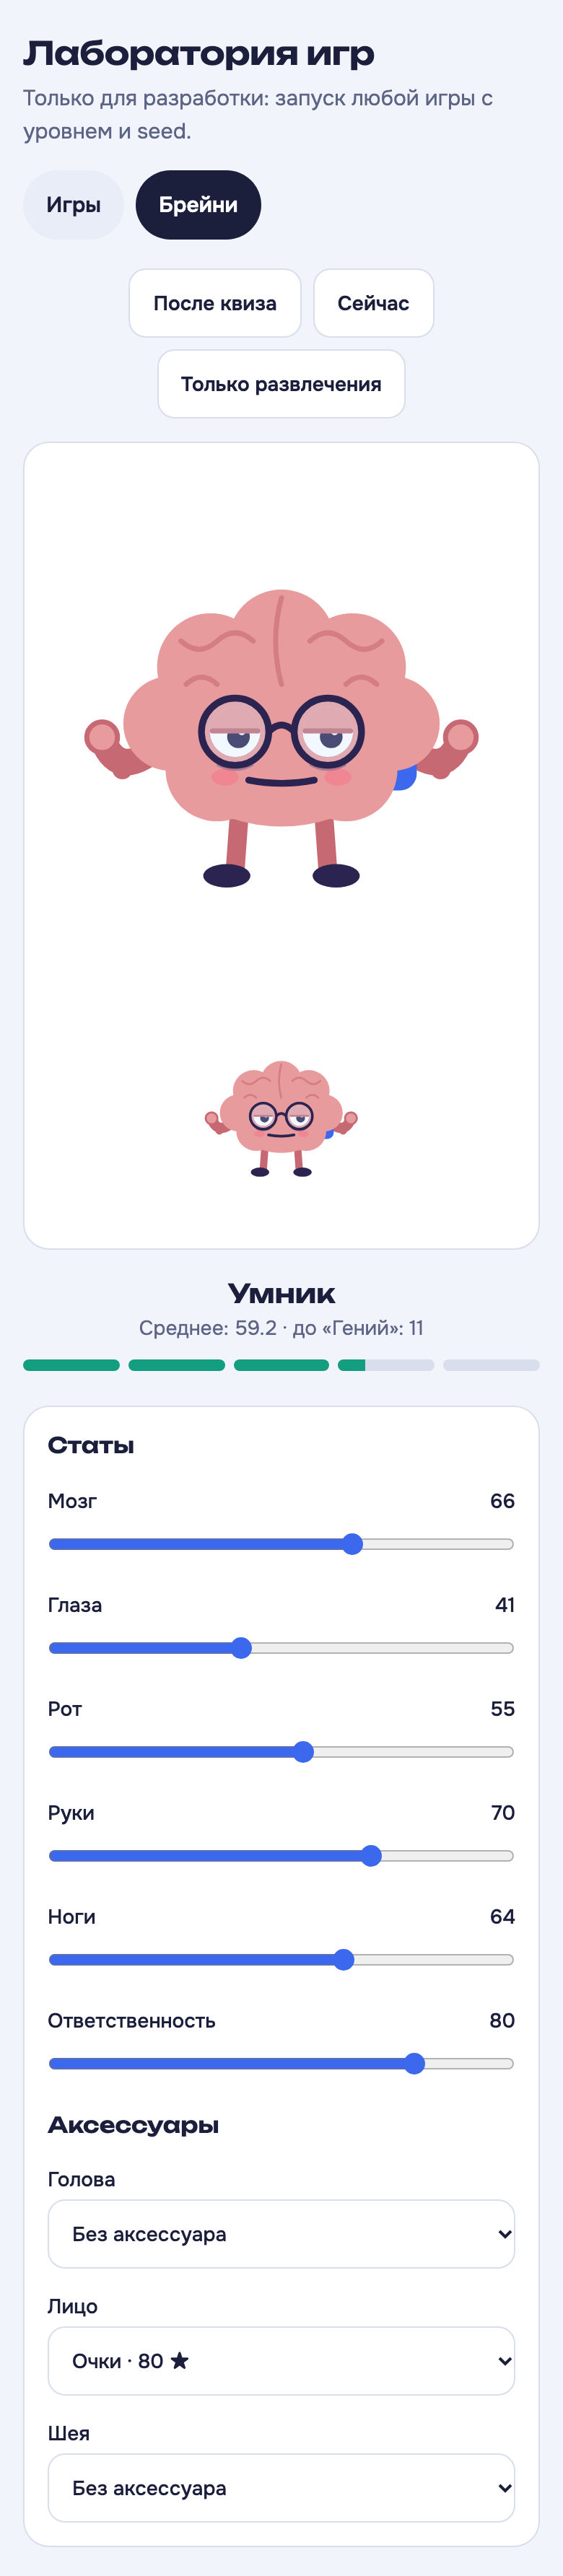 Лаборатория игр
Только для разработки: запуск любой игры с
уровнем и seed.
Игры
Брейни
После квиза
Сейчас
Только развлечения
Умник
Среднее: 59.2 · до «Гений»: 11
Статы
Мозг 66
Глаза 41
Рот 55
Руки 70
Ноги 64
Ответственность 80
Аксессуары
Голова
Без аксессуара
Лицо
Очки · 80 ★
Шея
Без аксессуара